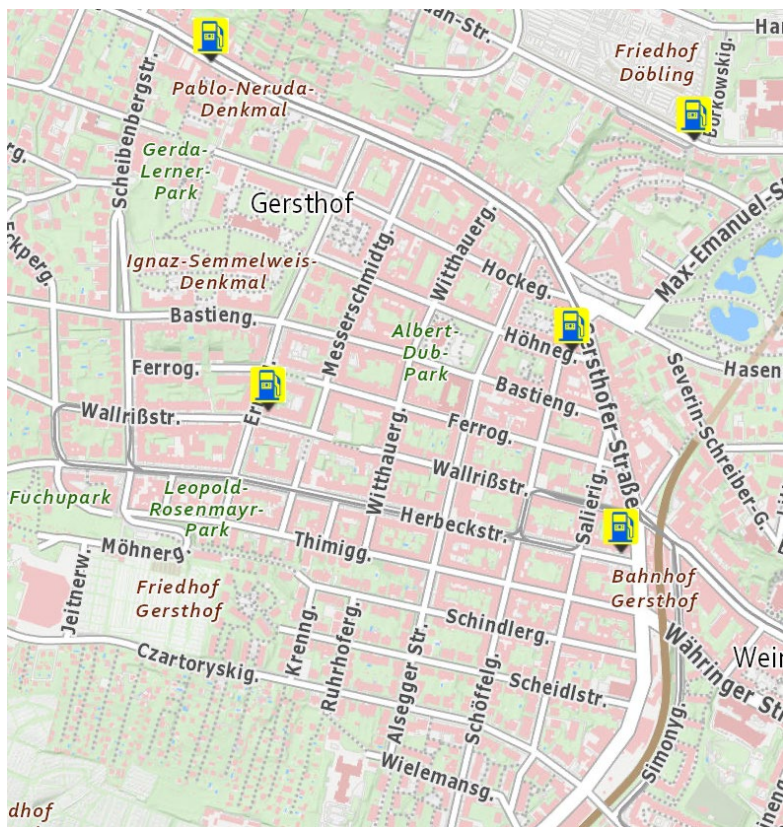 Friedhof
Döbling
Borkowskig.
Pablo-Neruda-
Denkmal
Scheibenbergstr.
Gerda-
Lerner-
Park
Gersthof
Eckperg.
Ignaz-Semmelweis-
Denkmal
Messerschmidtg.
Witthauerg.
Hockeg.
Max-Emanuel-S
Bastieng.
Albert-
Dub-
Park
Höhneg.
Gersthofer-Straße
Hasen
Ferrog.
Bastieng.
Severin-Schreiber-G.
Wallrißstr.
Ferrog.
Witthauerg.
Wallrißstr.
Salierig.
Fuchupark
Leopold-
Rosenmayr-
Park
Herbeckstr.
Möhnerg.
Thimigg.
Jeitnerw.
Friedhof
Gersthof
Bahnhof
Gersthof
Krenng.
Ruhrhoferg.
Schindlerg.
Czartoryskig.
Alsegger Str.
Schöffelg.
Scheidlstr.
Währinger Str
Wein
Simonyg.
Wielemansg.
dhof